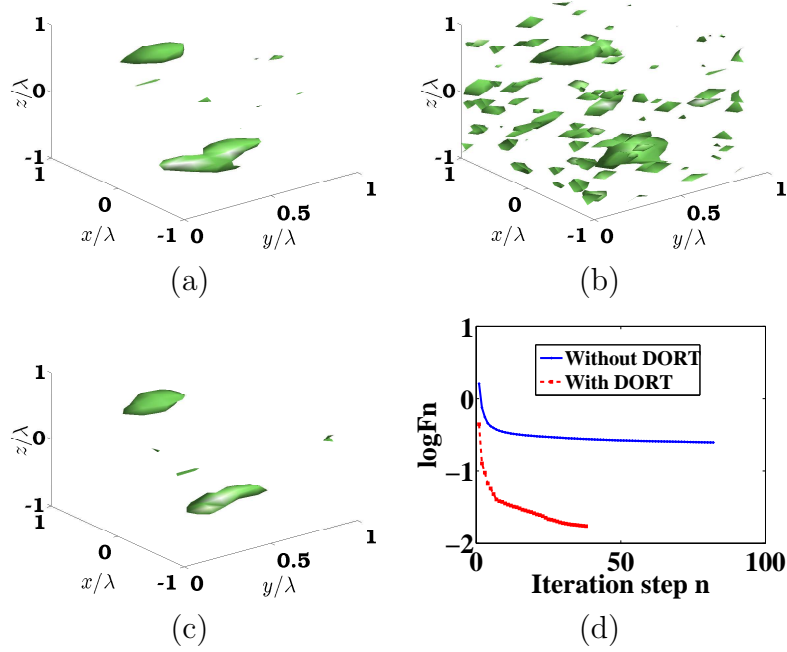 1
0
-1
z/λ
1
0
-1
x/λ
0
0.5
1
y/λ
(a)
1
0
-1
z/λ
1
0
-1
x/λ
0
0.5
1
y/λ
(b)
1
0
-1
z/λ
1
0
-1
x/λ
0
0.5
1
y/λ
(c)
1
0
−1
−2
logFn
Without DORT
With DORT
0
50
100
Iteration step n
(d)